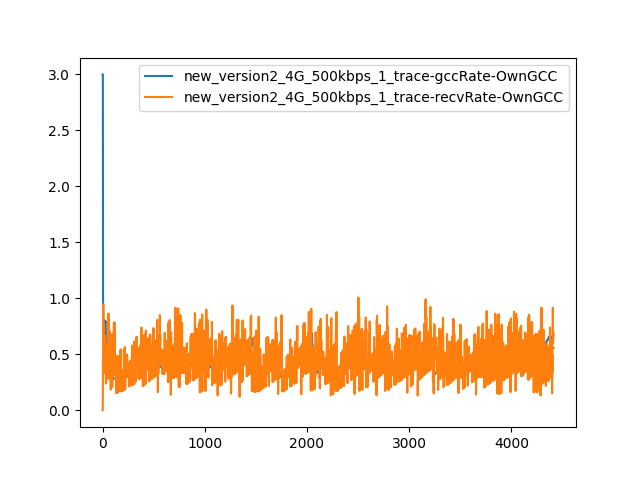 new_version2_4G_500kbps_1_trace-gccRate-OwnGCC
new_version2_4G_500kbps_1_trace-recvRate-OwnGCC
3.0
2.5
2.0
1.5
1.0
0.5
0.0
0 1000 2000 3000 4000